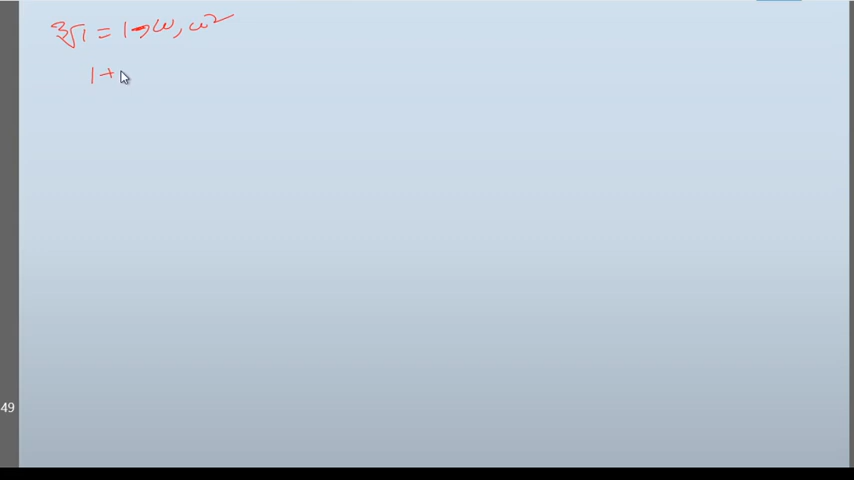 ∛1 = 1, ω, ω²
1+
49